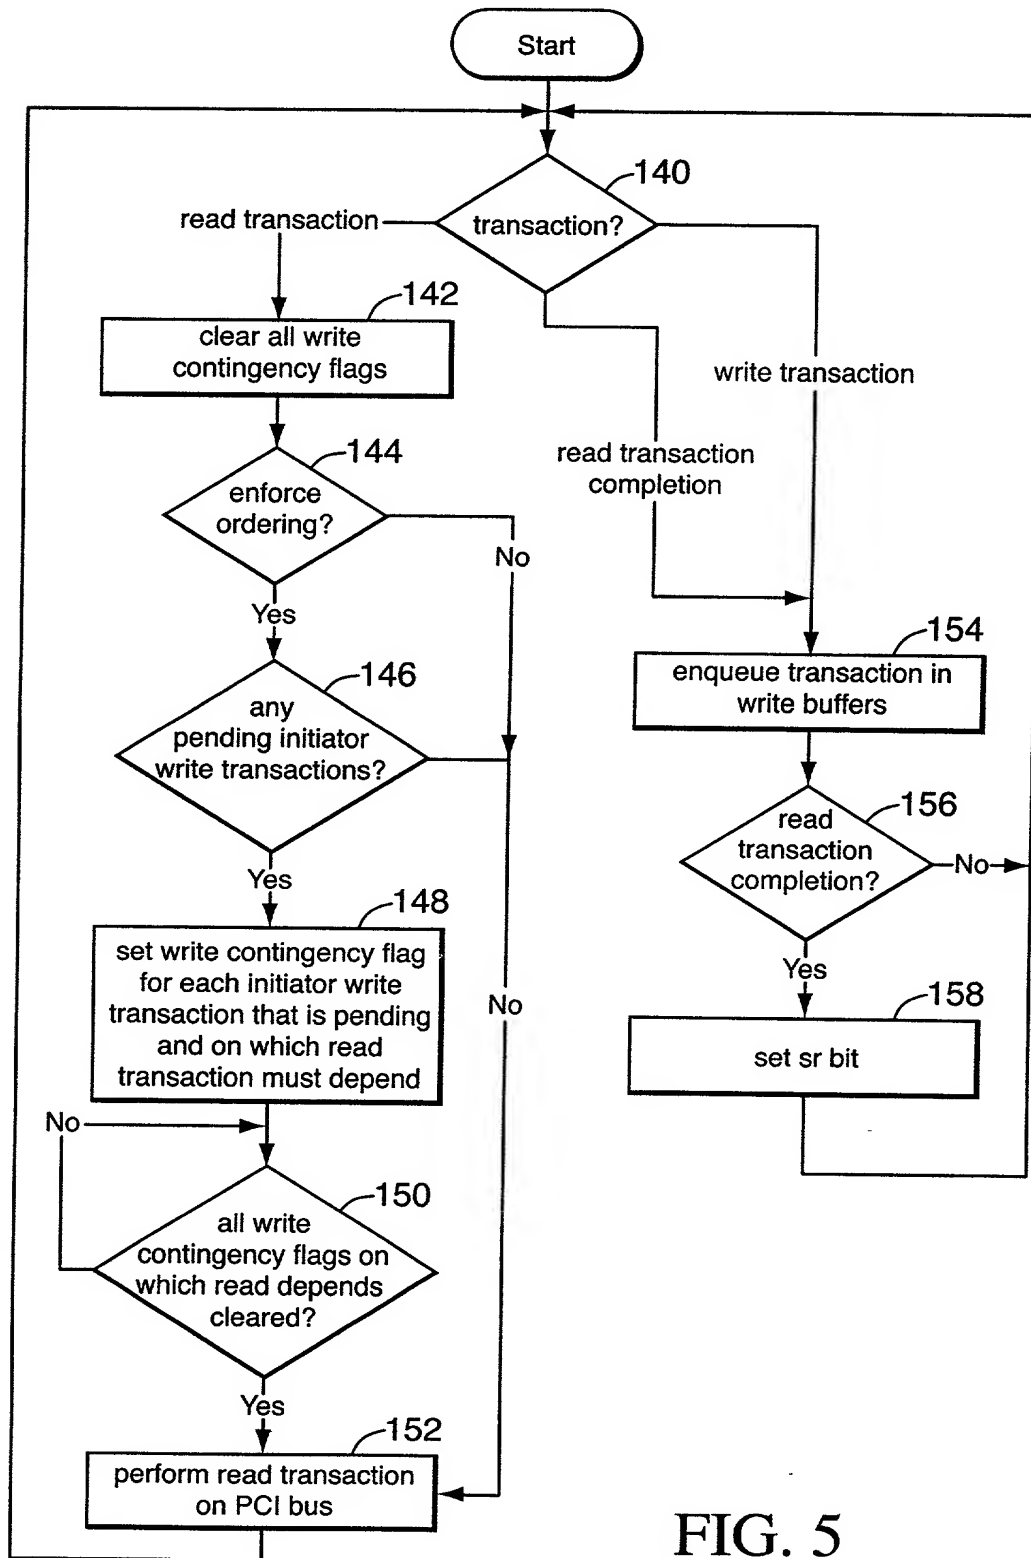 Start
140
transaction?
read transaction
142
clear all write
contingency flags
write transaction
144
enforce
ordering?
read transaction
completion
No
Yes
146
any
pending initiator
write transactions?
154
enqueue transaction in
write buffers
156
read
transaction
completion?
No
Yes
148
set write contingency flag
for each initiator write
transaction that is pending
and on which read
transaction must depend
No
Yes
158
set sr bit
No
150
all write
contingency flags on
which read depends
cleared?
Yes
152
perform read transaction
on PCI bus
FIG. 5